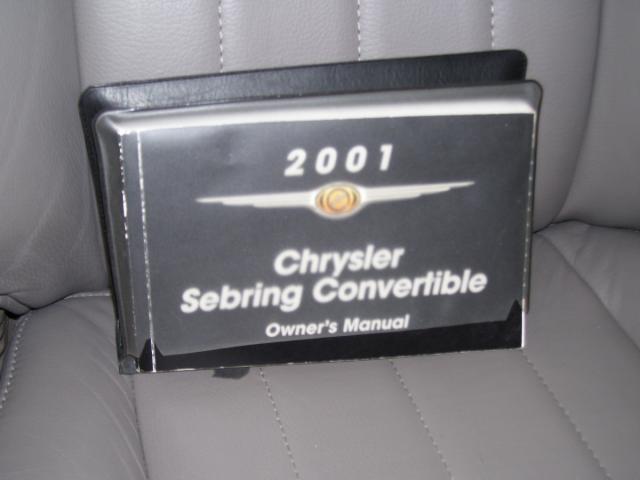 2001
Chrysler
Sebring Convertible
Owner's Manual